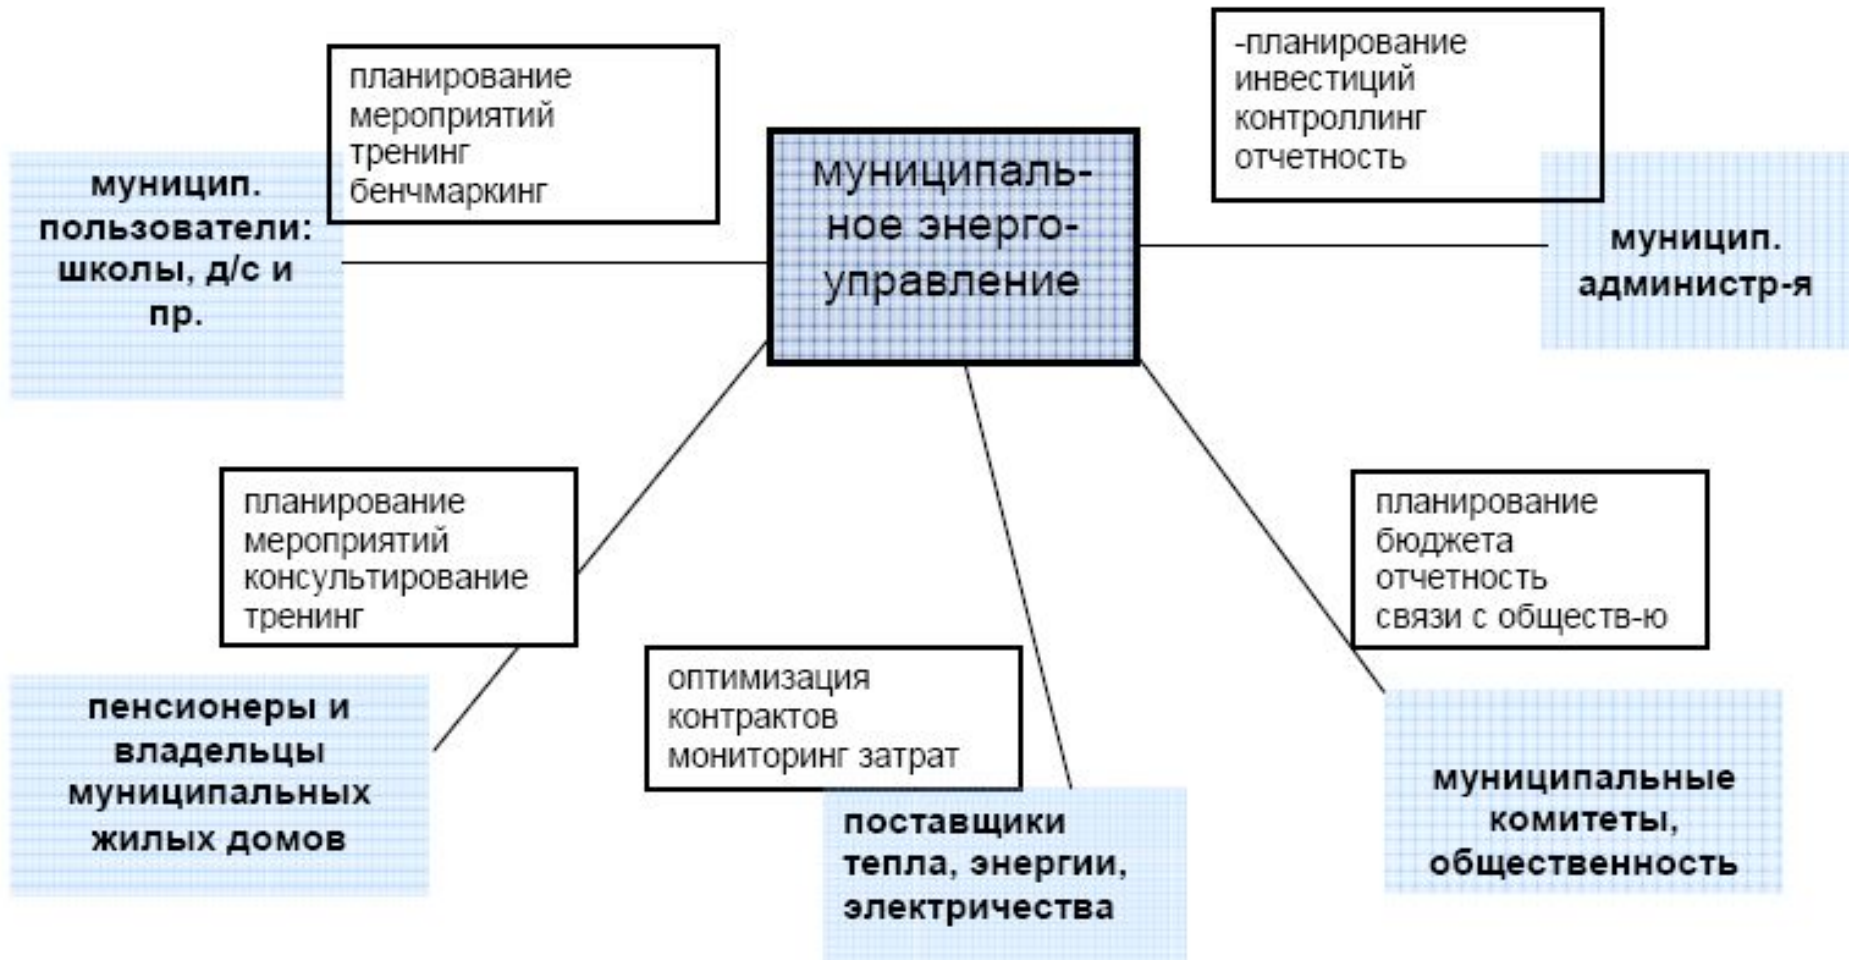 планирование
мероприятий
тренинг
бенчмаркинг
муницип.
пользователи:
школы, д/с и
пр.
муниципаль-
ное энерго-
управление
-планирование
инвестиций
контроллинг
отчетность
муницип.
администр-я
планирование
мероприятий
консультирование
тренинг
пенсионеры и
владельцы
муниципальных
жилых домов
оптимизация
контрактов
мониторинг затрат
поставщики
тепла, энергии,
электричества
планирование
бюджета
отчетность
связи с обществ-ю
муниципальные
комитеты,
общественность